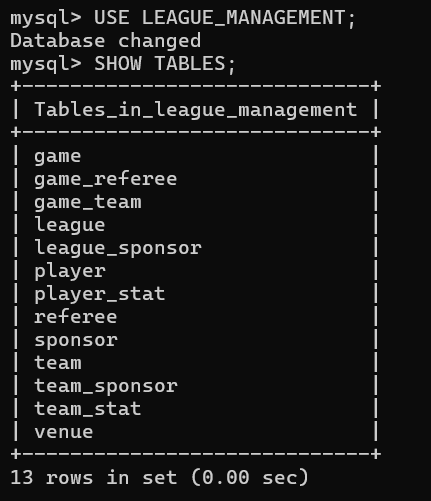 mysql> USE LEAGUE_MANAGEMENT;
Database changed
mysql> SHOW TABLES;
+-----------------------------+
| Tables_in_league_management |
+-----------------------------+
| game                        |
| game_referee                |
| game_team                   |
| league                      |
| league_sponsor              |
| player                      |
| player_stat                 |
| referee                     |
| sponsor                     |
| team                        |
| team_sponsor                |
| team_stat                   |
| venue                       |
+-----------------------------+
13 rows in set (0.00 sec)